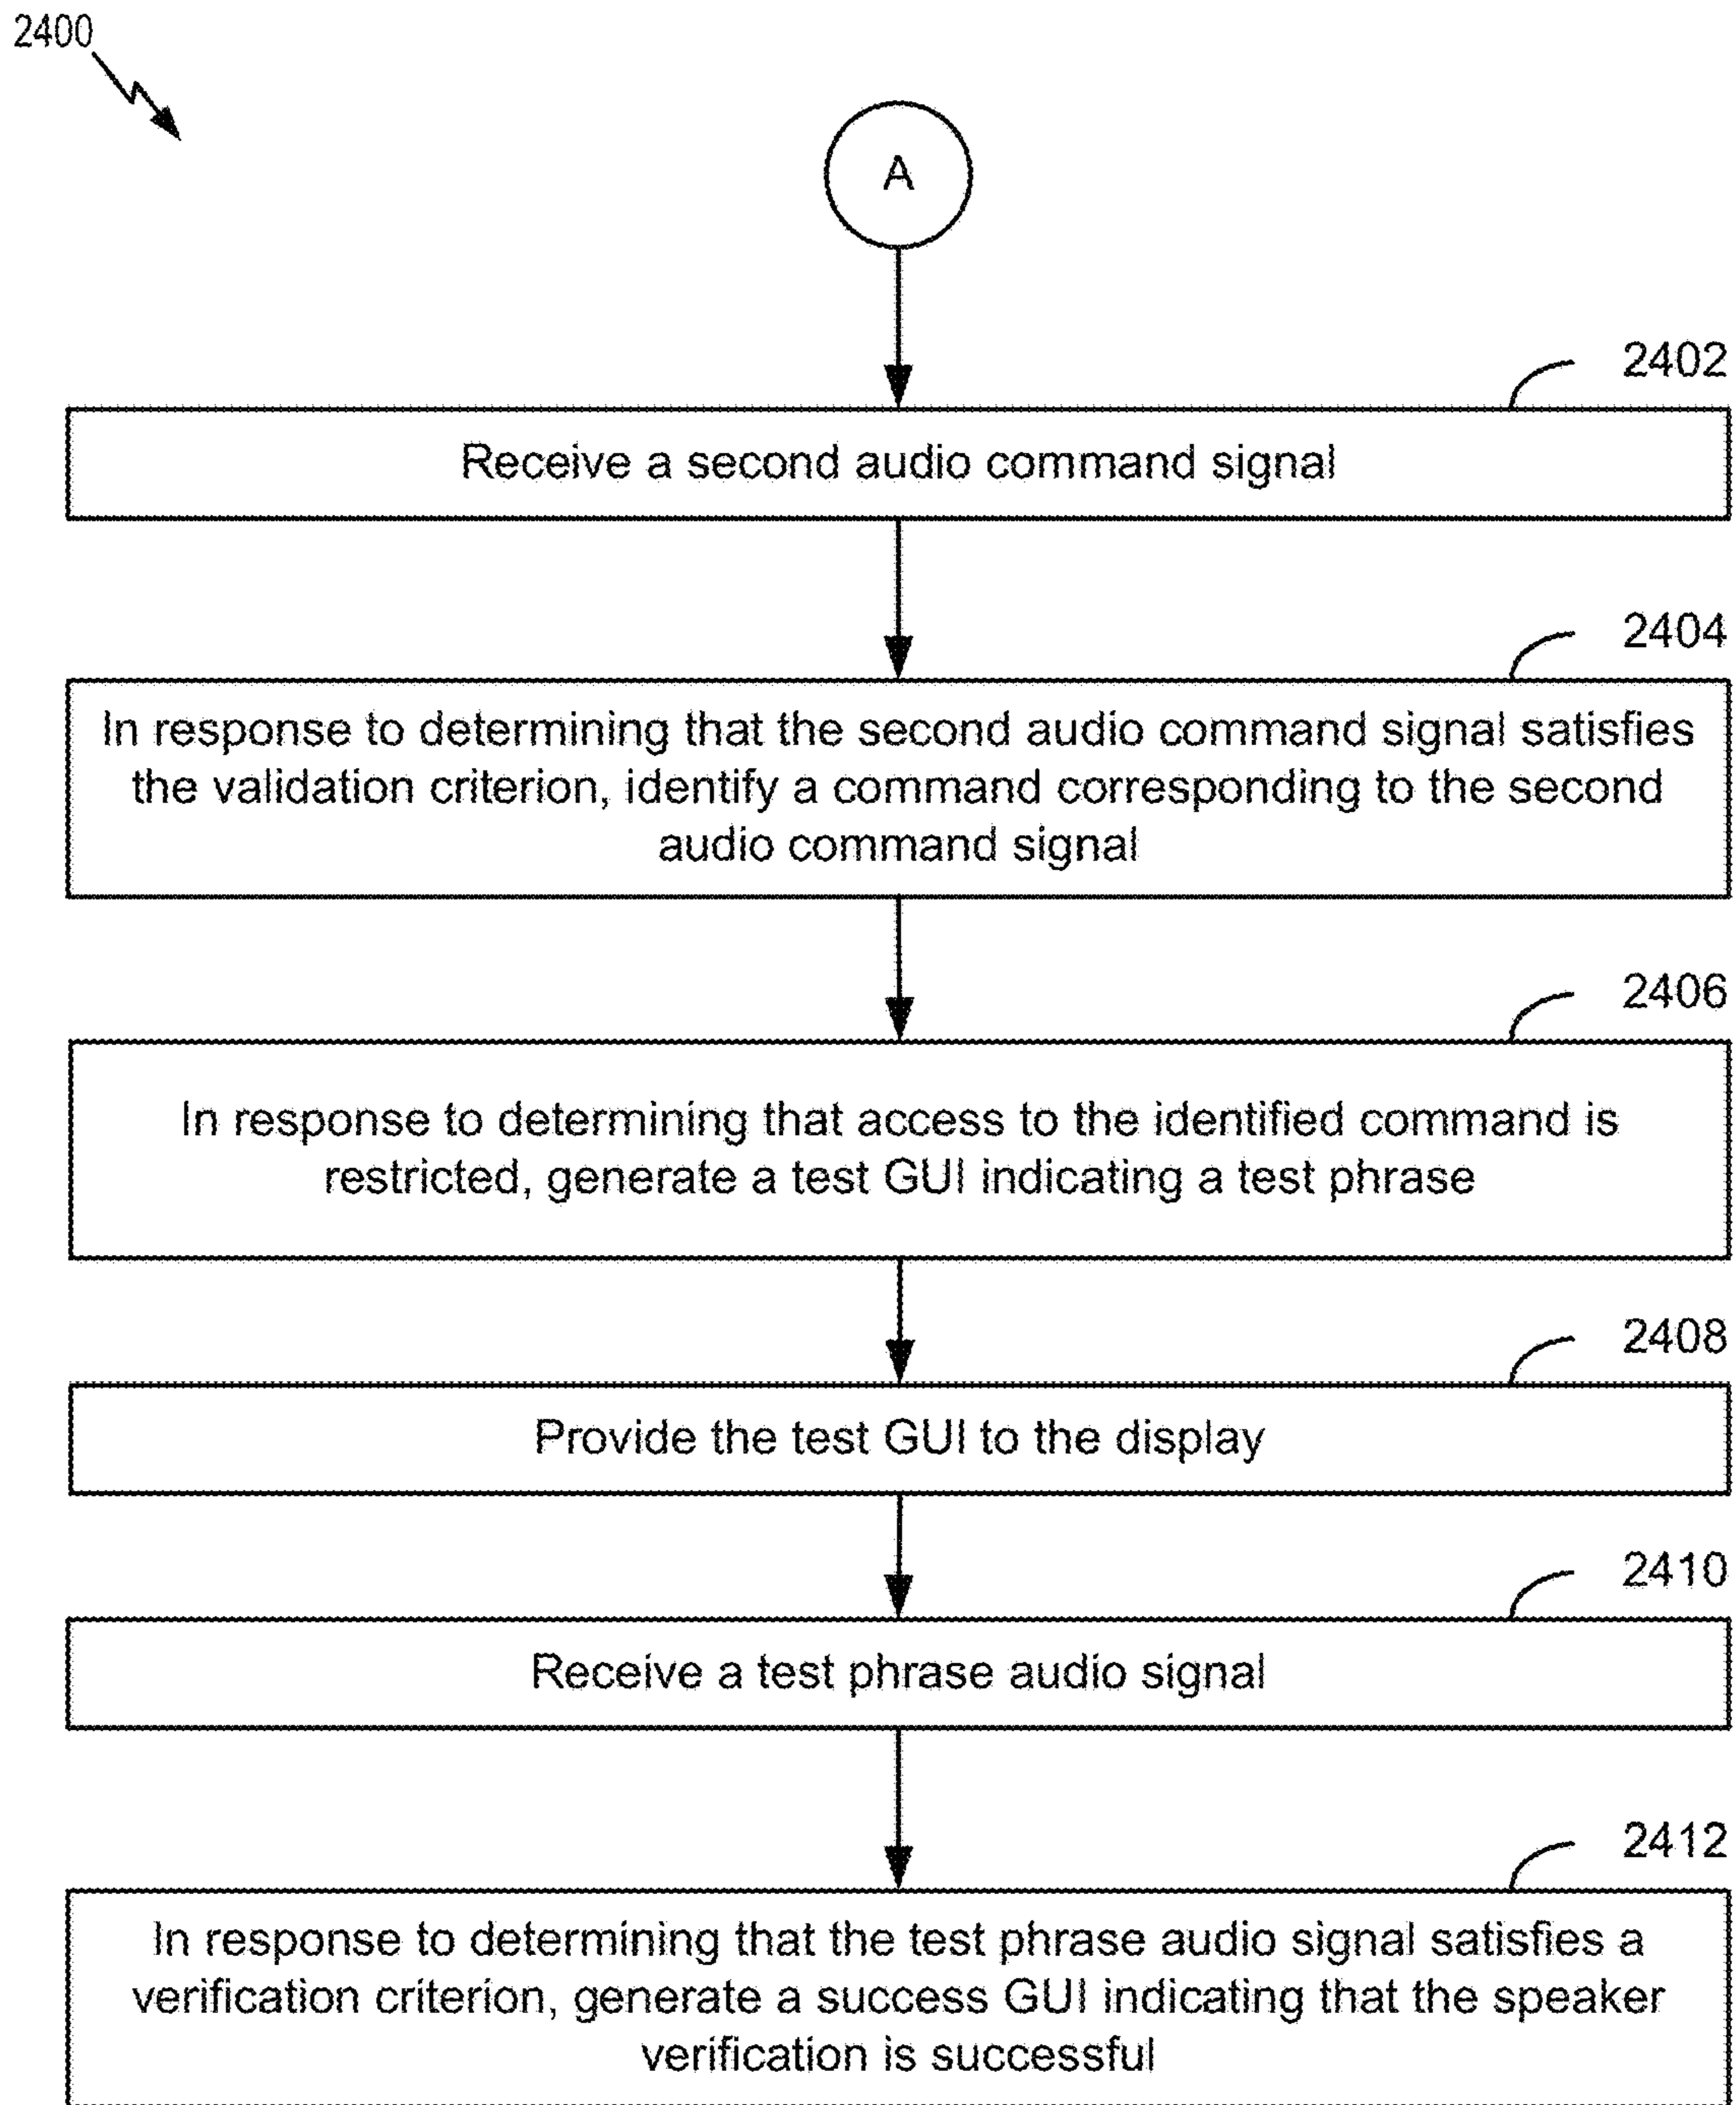 2400
A
2402
Receive a second audio command signal
2404
In response to determining that the second audio command signal satisfies
the validation criterion, identify a command corresponding to the second
audio command signal
2406
In response to determining that access to the identified command is
restricted, generate a test GUI indicating a test phrase
2408
Provide the test GUI to the display
2410
Receive a test phrase audio signal
2412
In response to determining that the test phrase audio signal satisfies a
verification criterion, generate a success GUI indicating that the speaker
verification is successful